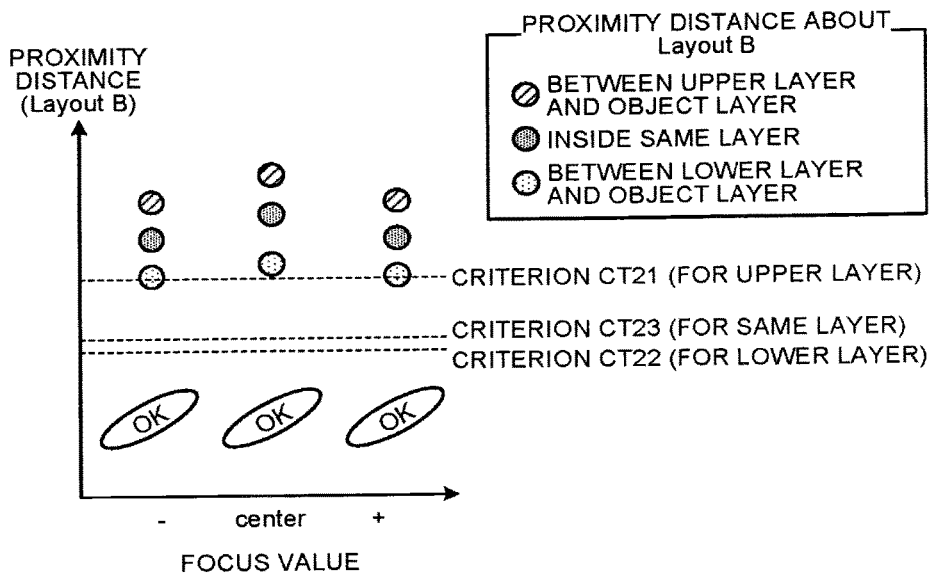 PROXIMITY
DISTANCE
(Layout B)
PROXIMITY DISTANCE ABOUT
Layout B
BETWEEN UPPER LAYER
AND OBJECT LAYER
INSIDE SAME LAYER
BETWEEN LOWER LAYER
AND OBJECT LAYER
CRITERION CT21 (FOR UPPER LAYER)
CRITERION CT23 (FOR SAME LAYER)
CRITERION CT22 (FOR LOWER LAYER)
OK OK OK
- center +
FOCUS VALUE